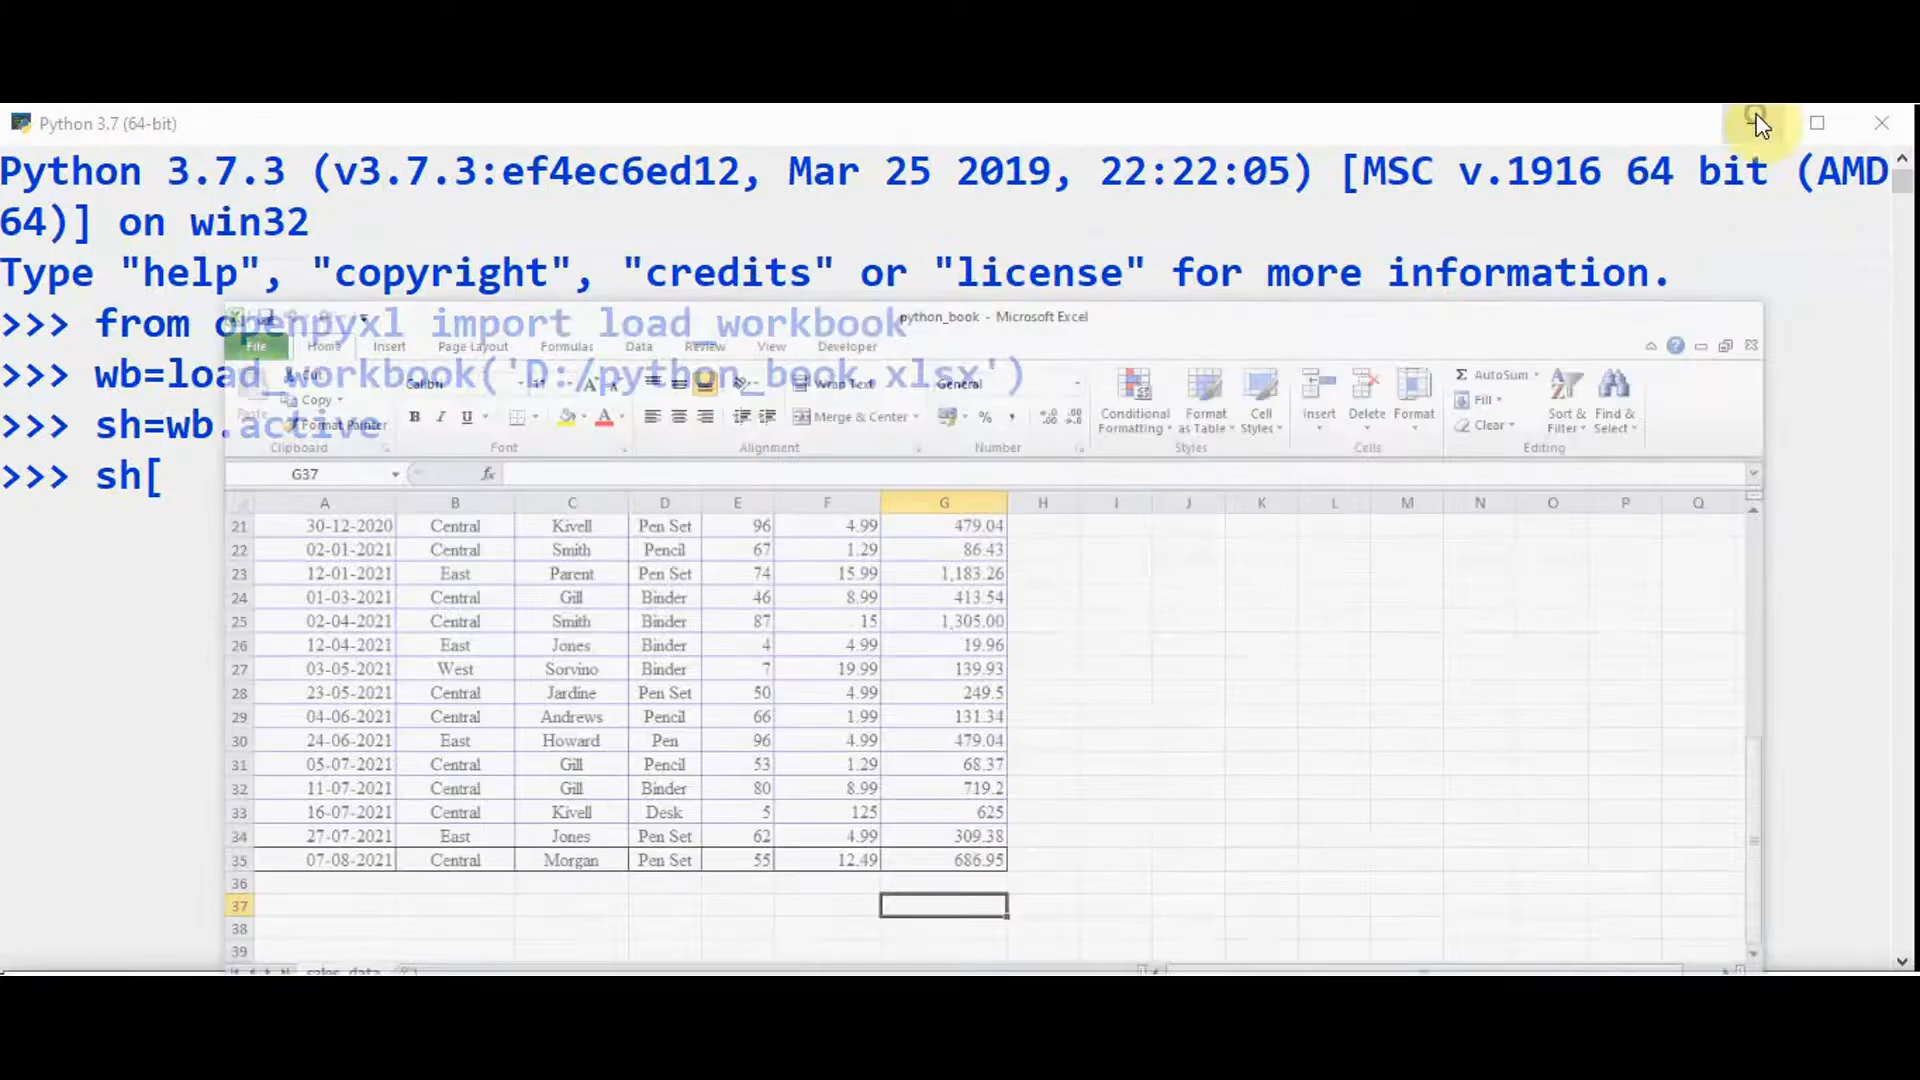 Python 3.7 (64-bit)
Python 3.7.3 (v3.7.3:ef4ec6ed12, Mar 25 2019, 22:22:05) [MSC v.1916 64 bit (AMD
64)] on win32
Type "help", "copyright", "credits" or "license" for more information.
>>> from openpyxl import load_workbook
>>> wb=load_workbook('D:/python_book.xlsx')
>>> sh=wb.active
>>> sh[
python_book - Microsoft Excel
File Home Insert Page Layout Formulas Data Review View Developer
Cut
Copy
Format Painter
Calibri 11
B I U
Wrap Text
Merge & Center
General
%
Conditional Formatting
Format as Table
Cell Styles
Insert Delete Format
Σ AutoSum
Fill
Clear
Sort & Filter
Find & Select
Clipboard Font Alignment Number Styles Cells Editing
G37 fx
A B C D E F G H I J K L M N O P Q
21 30-12-2020 Central Kivell Pen Set 96 4.99 479.04
22 02-01-2021 Central Smith Pencil 67 1.29 86.43
23 12-01-2021 East Parent Pen Set 74 15.99 1,183.26
24 01-03-2021 Central Gill Binder 46 8.99 413.54
25 02-04-2021 Central Smith Binder 87 15 1,305.00
26 12-04-2021 East Jones Binder 4 4.99 19.96
27 03-05-2021 West Sorvino Binder 7 19.99 139.93
28 23-05-2021 Central Jardine Pen Set 50 4.99 249.5
29 04-06-2021 Central Andrews Pencil 66 1.99 131.34
30 24-06-2021 East Howard Pen 96 4.99 479.04
31 05-07-2021 Central Gill Pencil 53 1.29 68.37
32 11-07-2021 Central Gill Binder 80 8.99 719.2
33 16-07-2021 Central Kivell Desk 5 125 625
34 27-07-2021 East Jones Pen Set 62 4.99 309.38
35 07-08-2021 Central Morgan Pen Set 55 12.49 686.95
36
37
38
39
sales_data